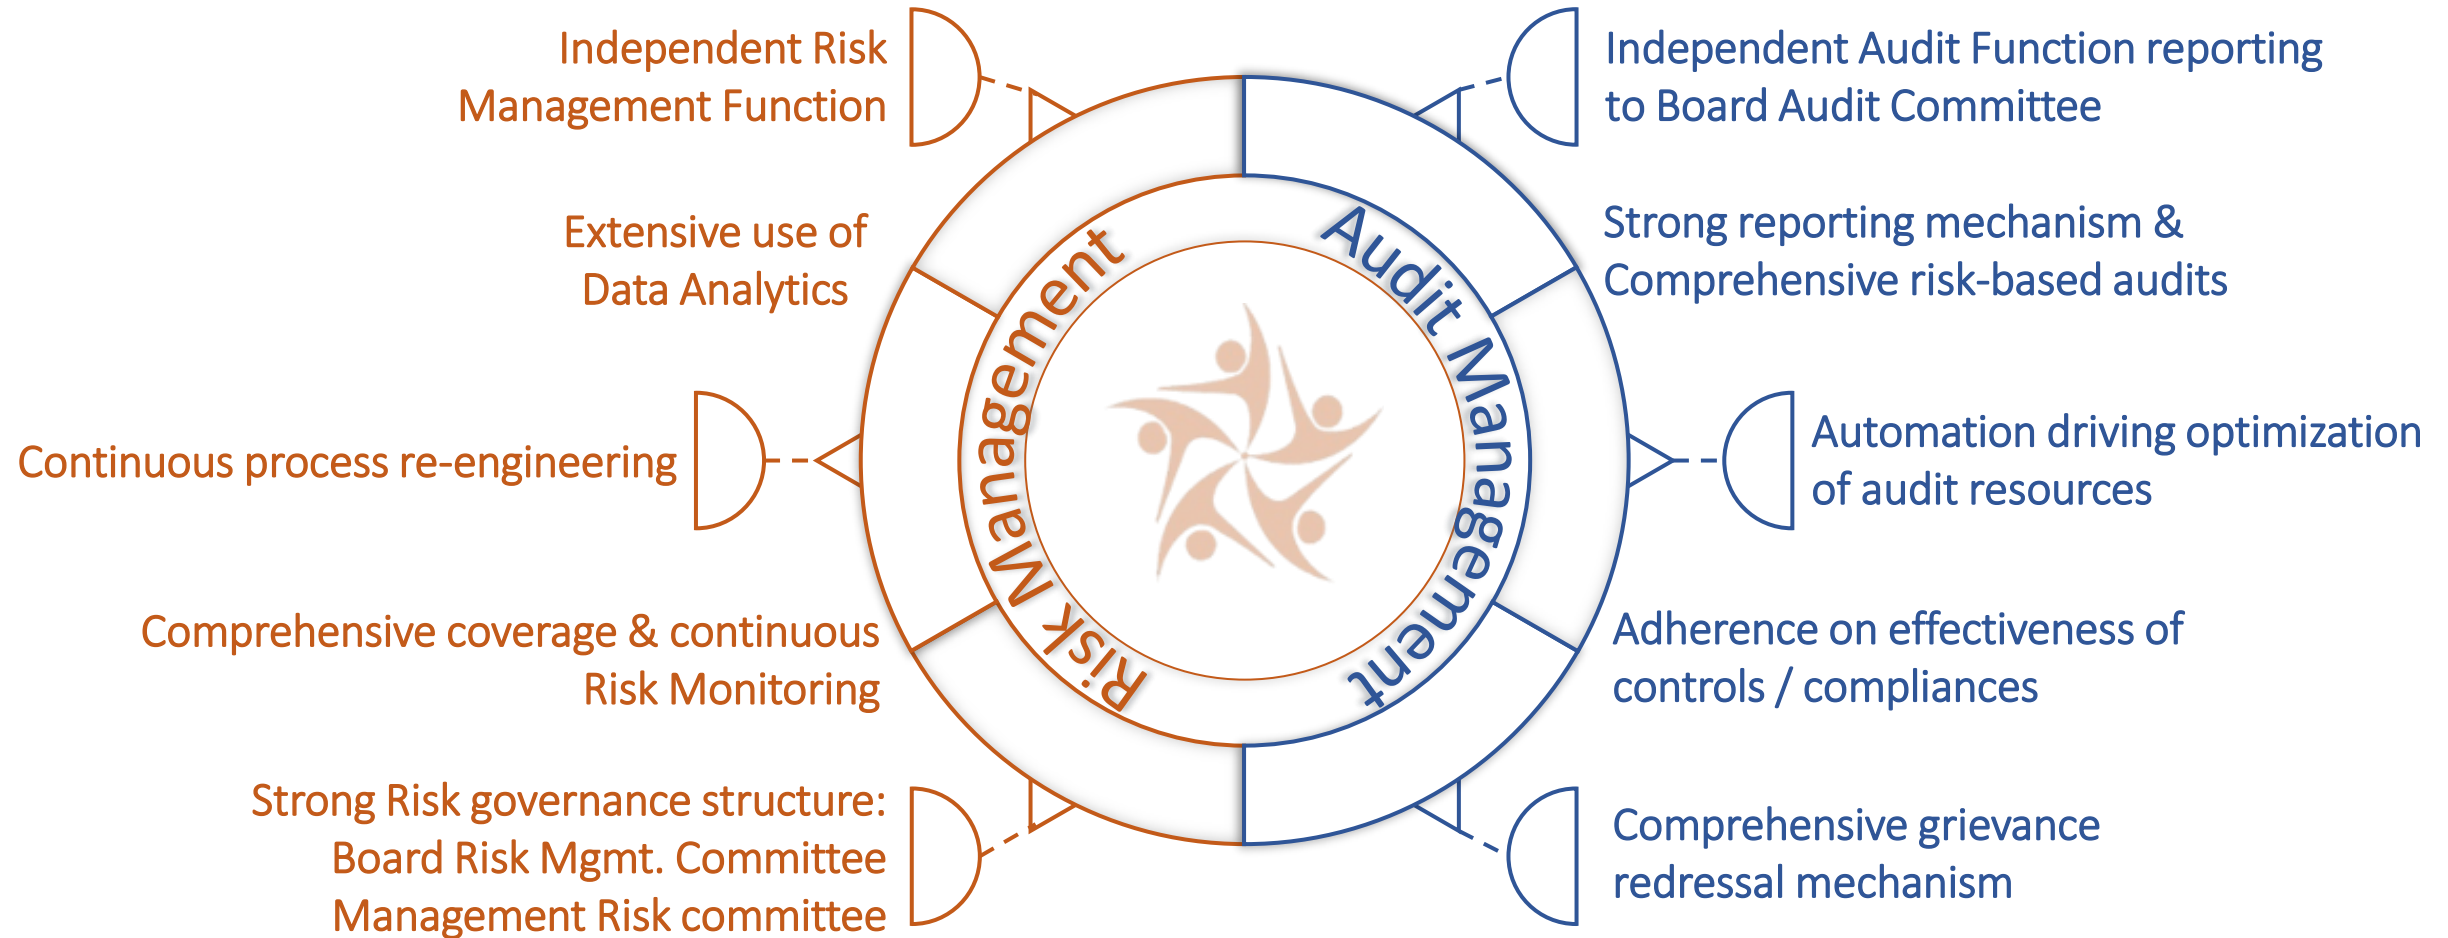 Independent Risk
Management Function
Extensive use of
Data Analytics
Continuous process re-engineering
Comprehensive coverage & continuous
Risk Monitoring
Strong Risk governance structure:
Board Risk Mgmt. Committee
Management Risk committee
Risk Management
Audit Management
Independent Audit Function reporting
to Board Audit Committee
Strong reporting mechanism &
Comprehensive risk-based audits
Automation driving optimization
of audit resources
Adherence on effectiveness of
controls / compliances
Comprehensive grievance
redressal mechanism